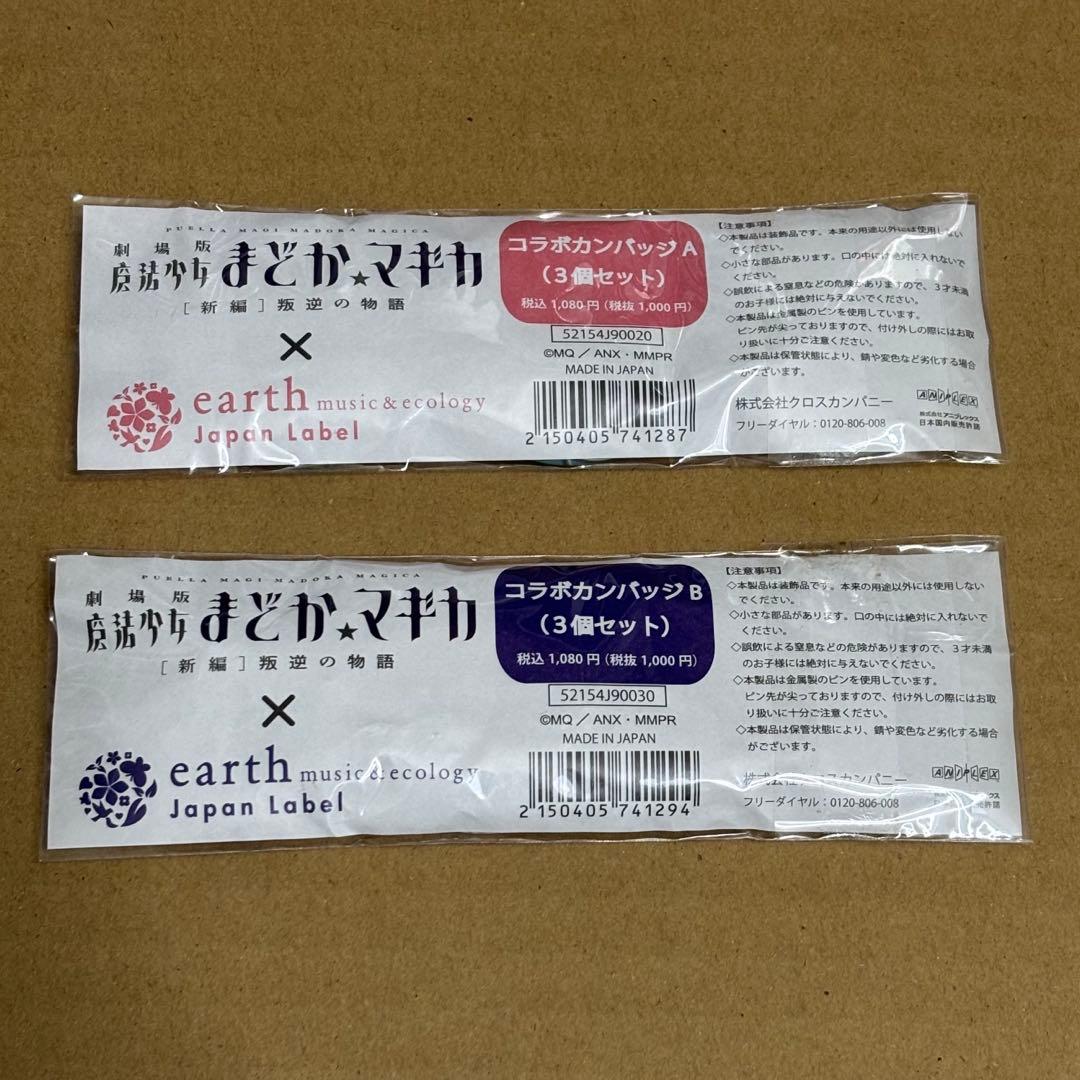 PUELLA MAGI MADOKA MAGICA
劇場版
魔法少女まどか★マギカ
[新編]叛逆の物語
×
earth music & ecology
Japan Label
コラボカンバッジ A
(3個セット)
税込 1,080円(税抜 1,000円)
52154J90020
©MQ / ANX・MMPR
MADE IN JAPAN
2 150405 741287
【注意事項】
◇本製品は装飾品です。本来の用途以外には使用しない
でください。
◇小さな部品があります。口の中には絶対に入れないで
ください。
◇誤飲による窒息などの危険がありますので、3才未満
のお子様には絶対に与えないでください。
◇本製品は金属製のピンを使用しています。
ピン先が尖っておりますので、付け外しの際にはお取
り扱いに十分ご注意ください。
◇本製品は保管状態により、錆や変色など劣化する場合
がございます。
株式会社クロスカンパニー
フリーダイヤル:0120-806-008
ANIPLEX
株式会社アニプレックス
日本国内販売許諾
PUELLA MAGI MADOKA MAGICA
劇場版
魔法少女まどか★マギカ
[新編]叛逆の物語
×
earth music & ecology
Japan Label
コラボカンバッジ B
(3個セット)
税込 1,080円(税抜 1,000円)
52154J90030
©MQ / ANX・MMPR
MADE IN JAPAN
2 150405 741294
【注意事項】
◇本製品は装飾品です。本来の用途以外には使用しない
でください。
◇小さな部品があります。口の中には絶対に入れないで
ください。
◇誤飲による窒息などの危険がありますので、3才未満
のお子様には絶対に与えないでください。
◇本製品は金属製のピンを使用しています。
ピン先が尖っておりますので、付け外しの際にはお取
り扱いに十分ご注意ください。
◇本製品は保管状態により、錆や変色など劣化する場合
がございます。
株式会社クロスカンパニー
フリーダイヤル:0120-806-008
ANIPLEX